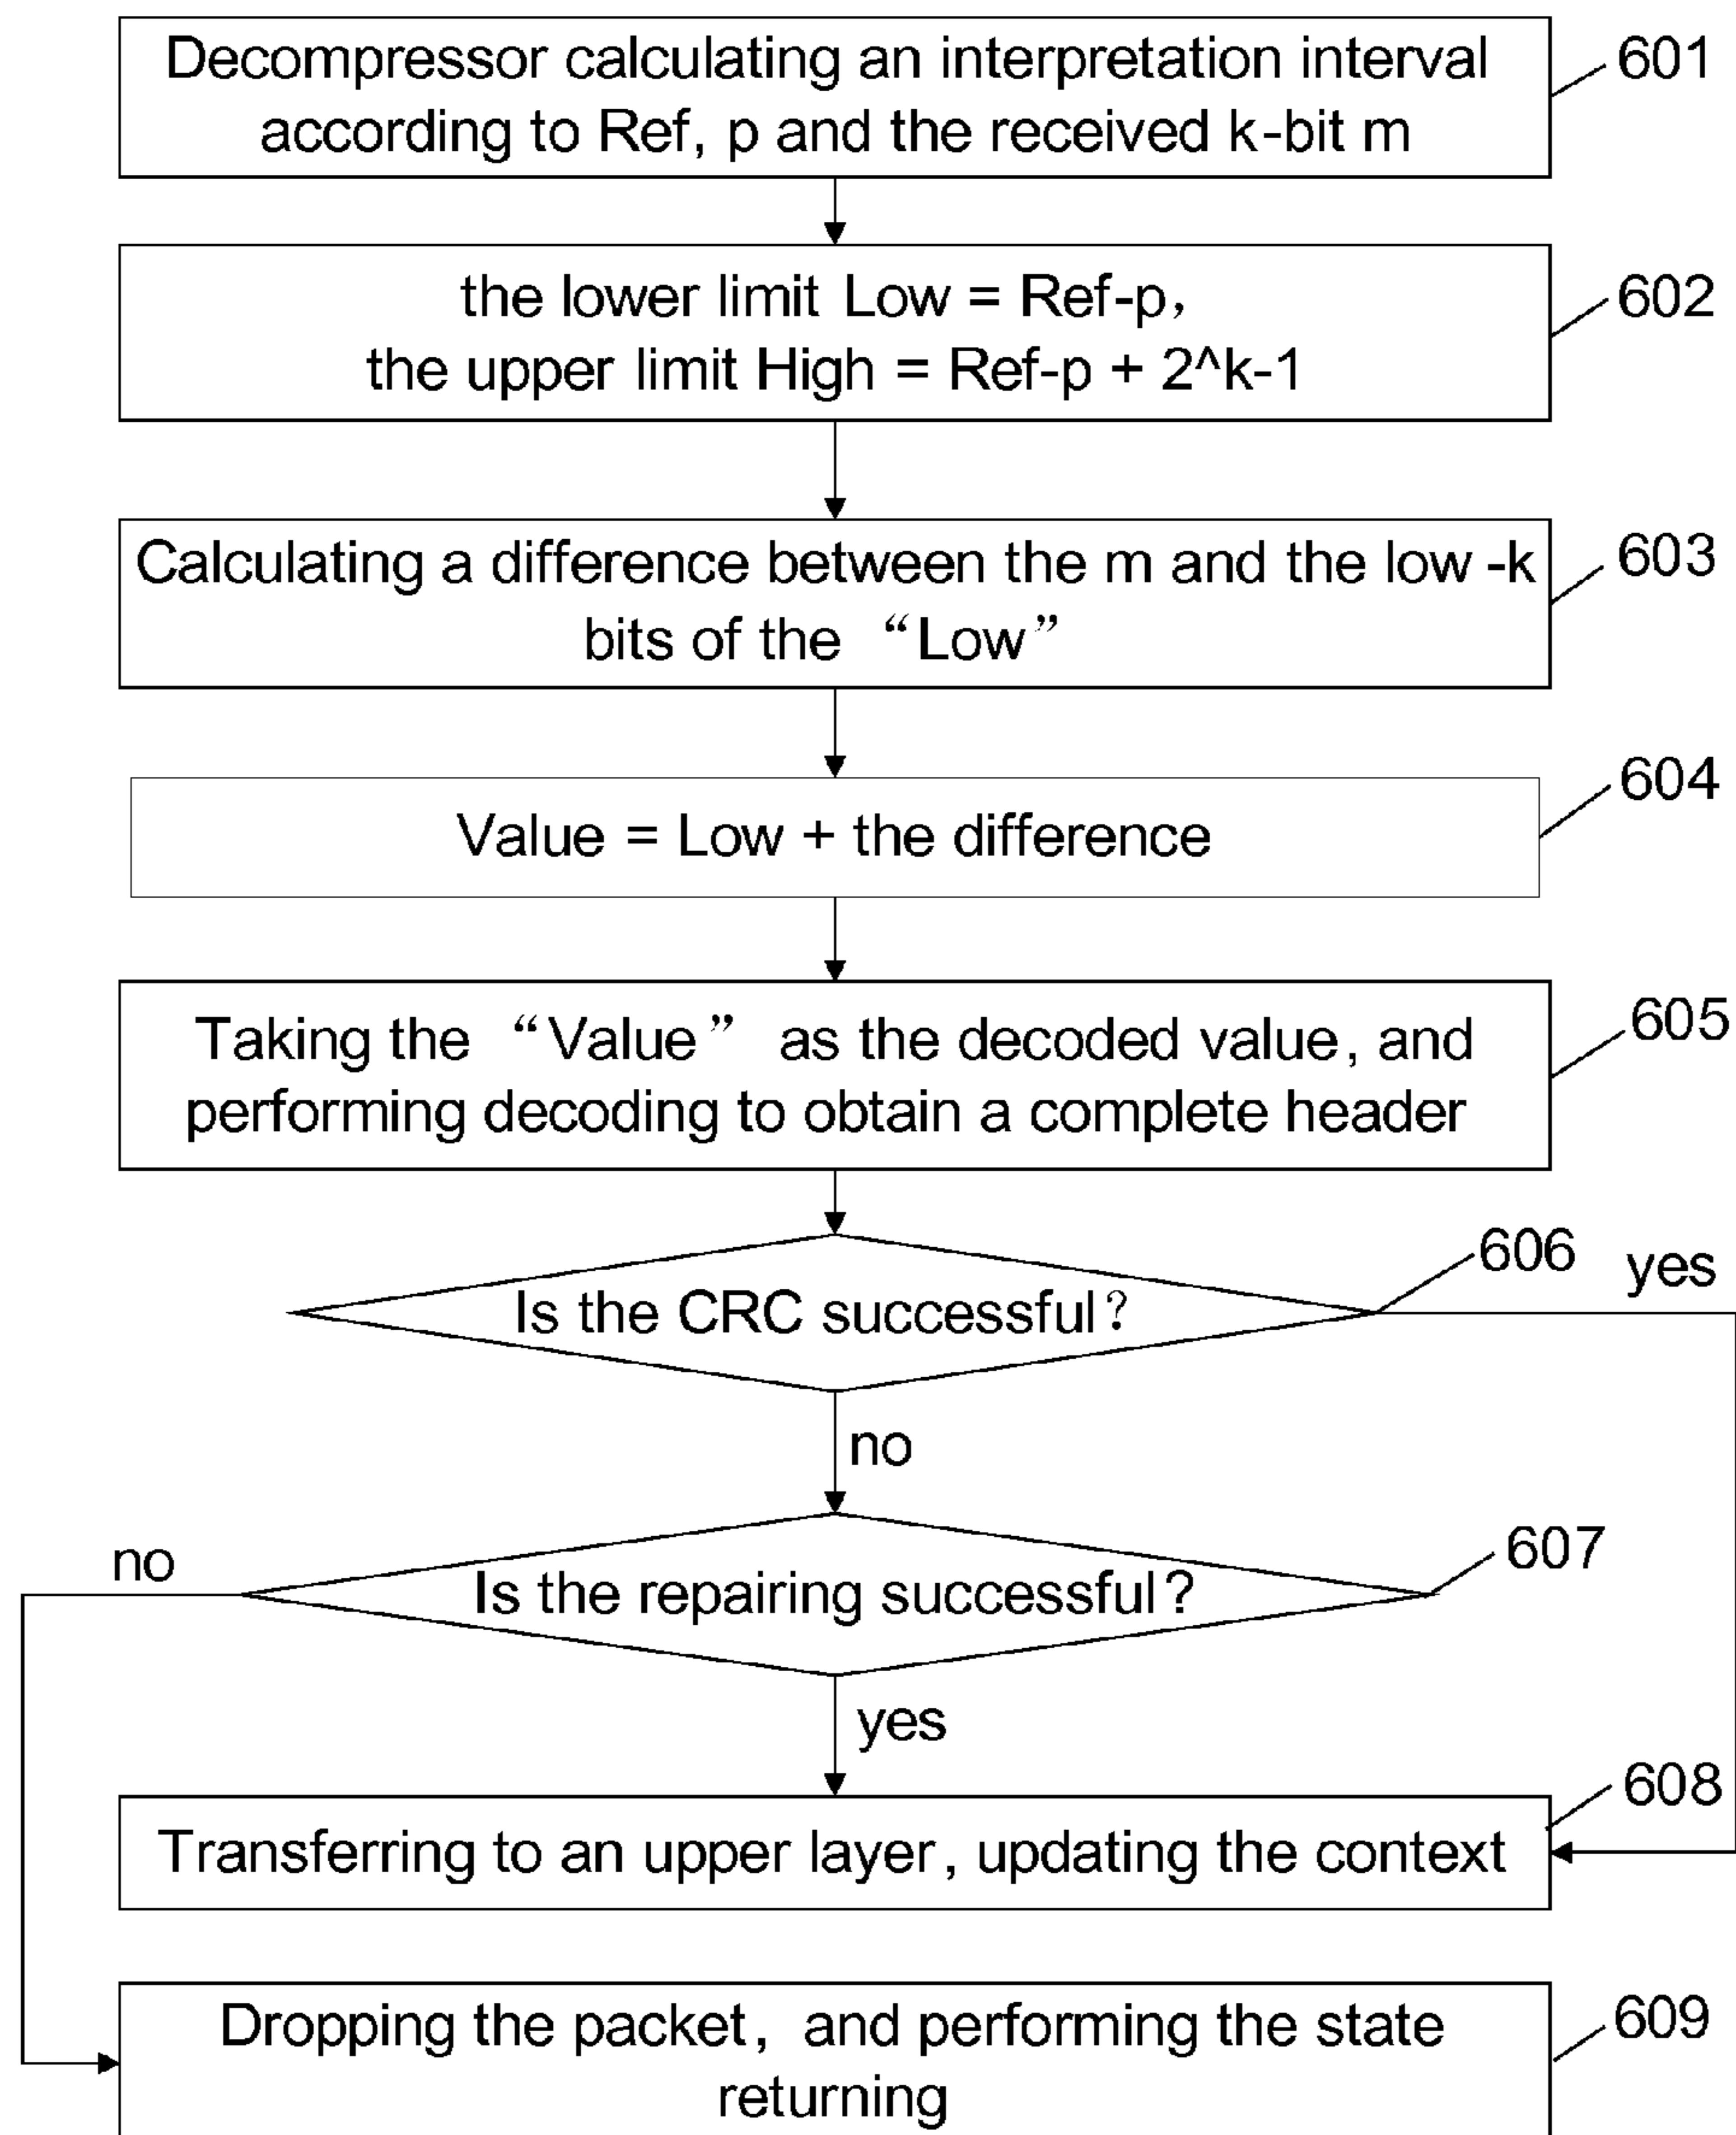 Decompressor calculating an interpretation interval
according to Ref, p and the received k-bit m
601
the lower limit Low = Ref-p,
the upper limit High = Ref-p + 2^k-1
602
Calculating a difference between the m and the low -k
bits of the “Low”
603
Value = Low + the difference
604
Taking the “Value” as the decoded value, and
performing decoding to obtain a complete header
605
Is the CRC successful?
606
yes
no
Is the repairing successful?
607
no
yes
Transferring to an upper layer, updating the context
608
Dropping the packet, and performing the state
returning
609